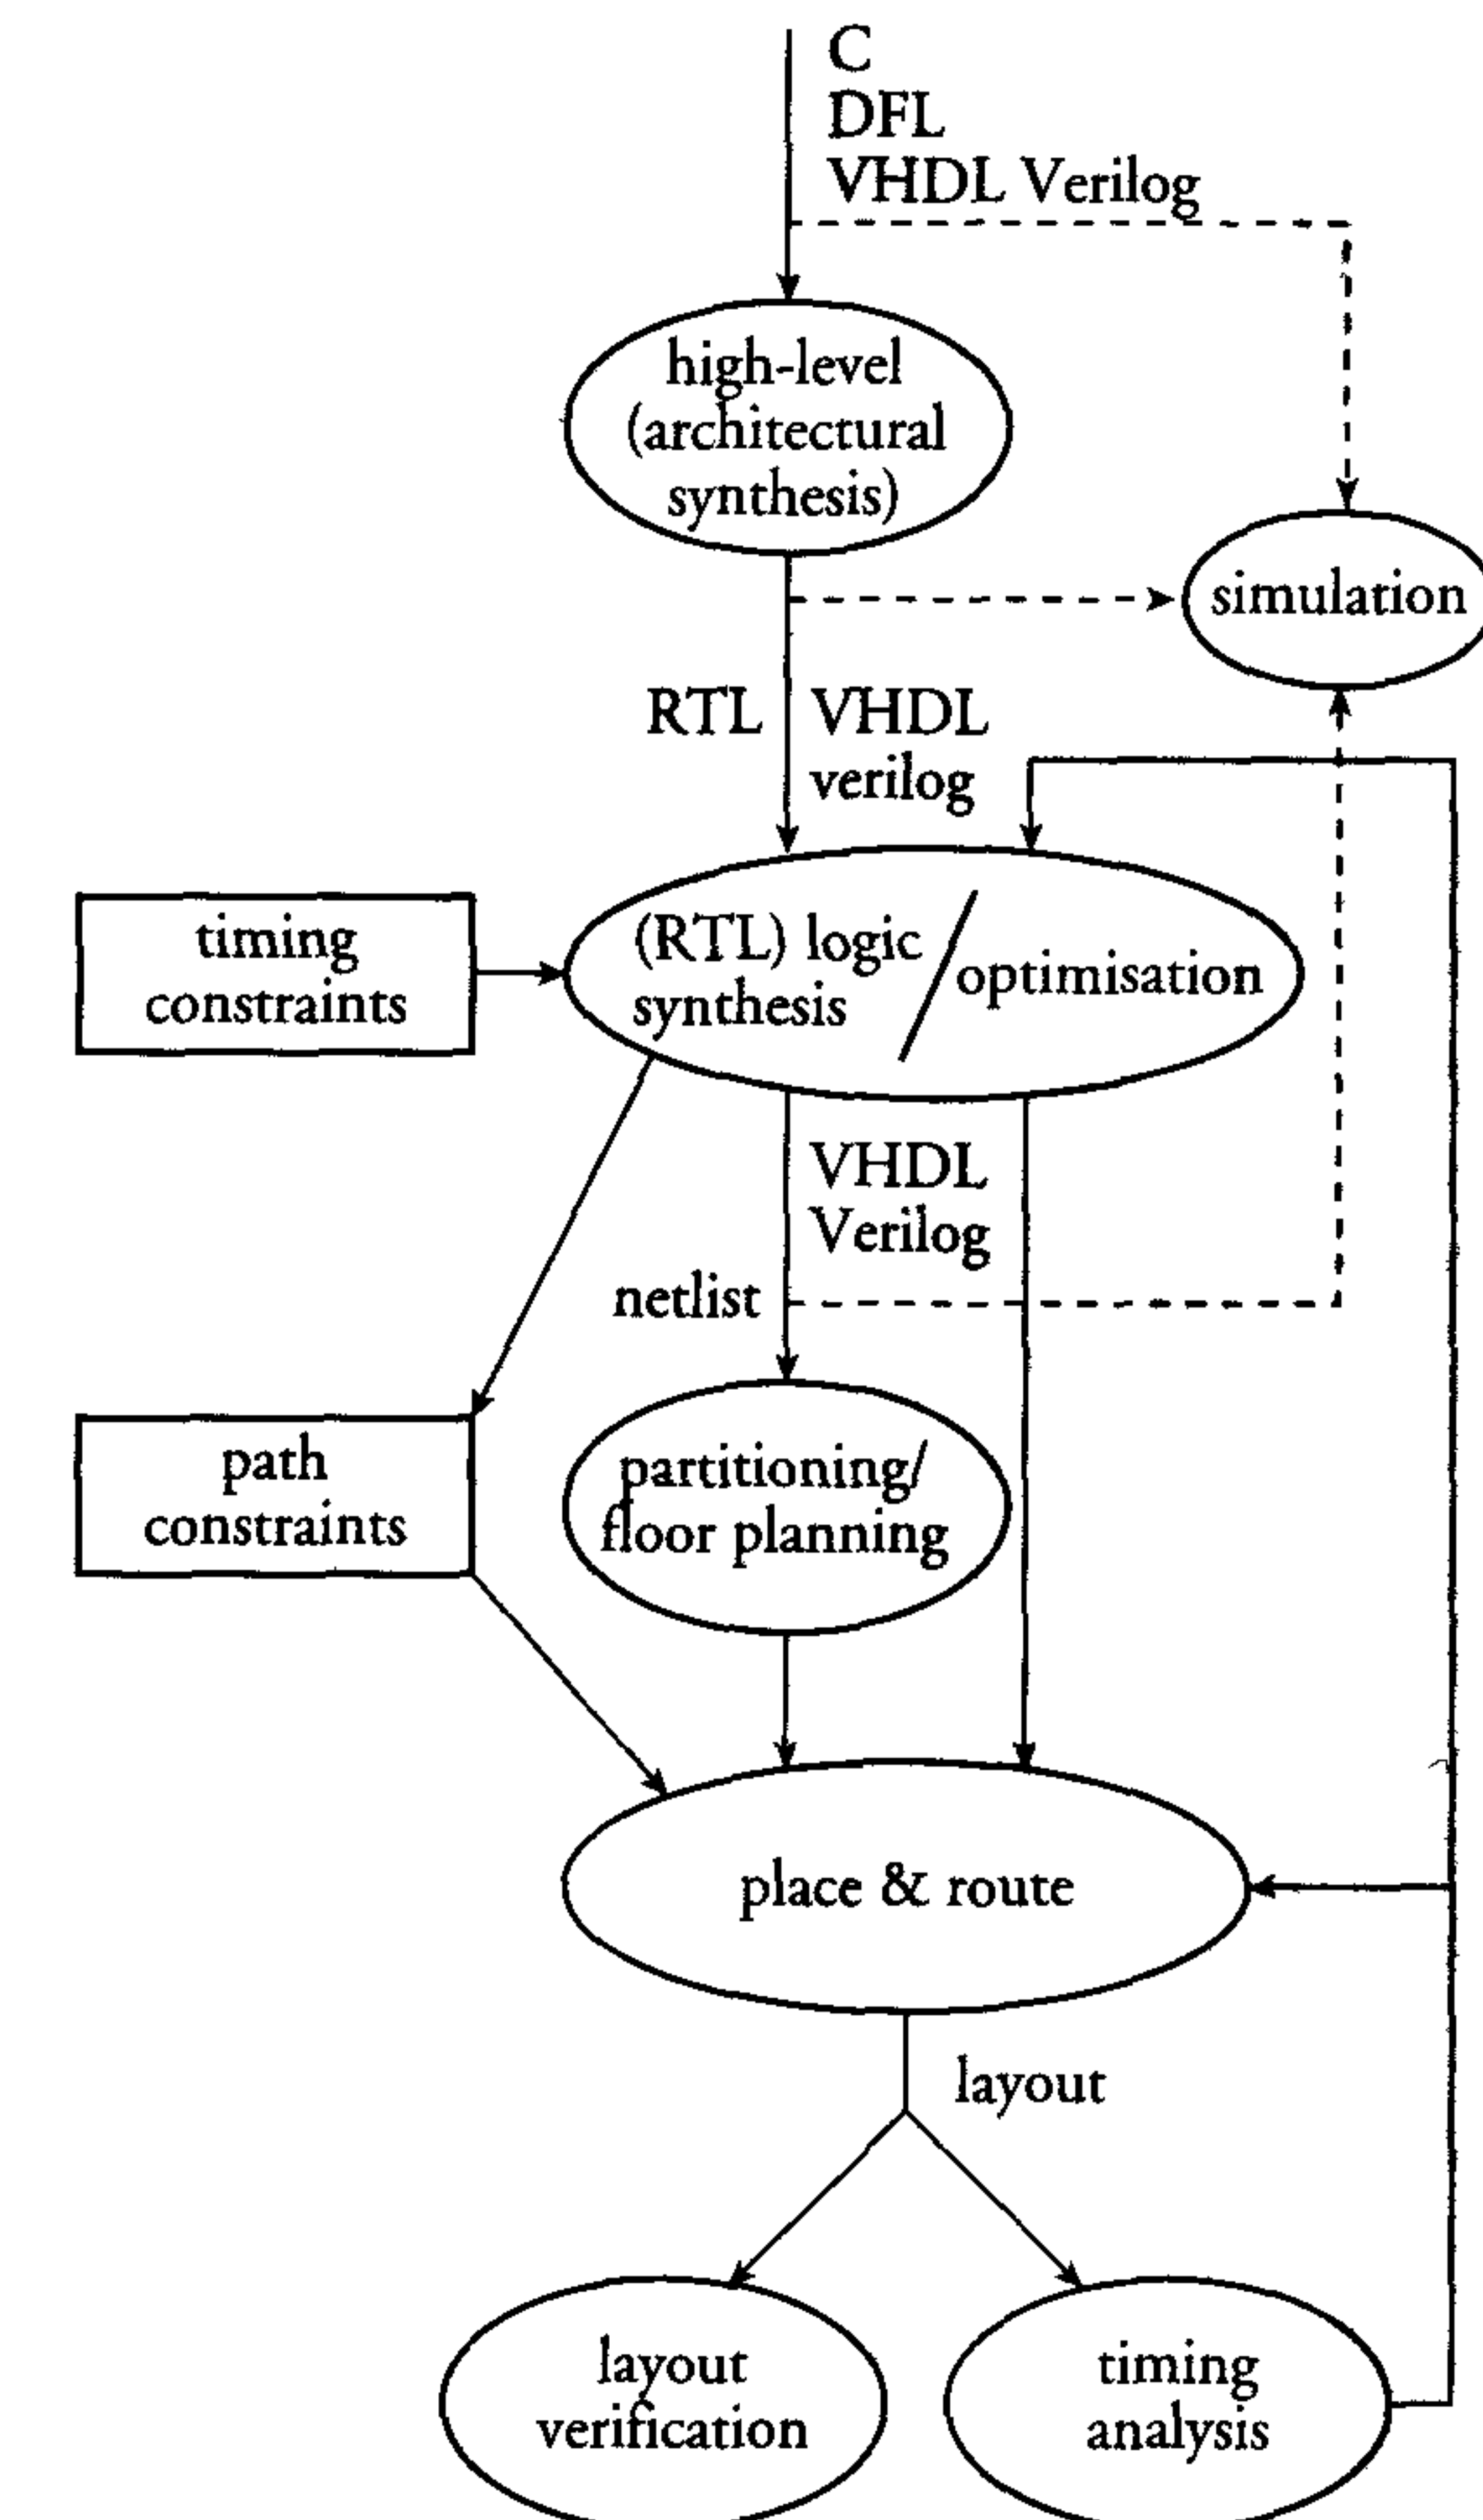 C
DFL
VHDL Verilog
high-level
(architectural
synthesis)
simulation
RTL
VHDL
verilog
timing
constraints
(RTL) logic
synthesis
/
optimisation
VHDL
Verilog
netlist
path
constraints
partitioning/
floor planning
place & route
layout
layout
verification
timing
analysis